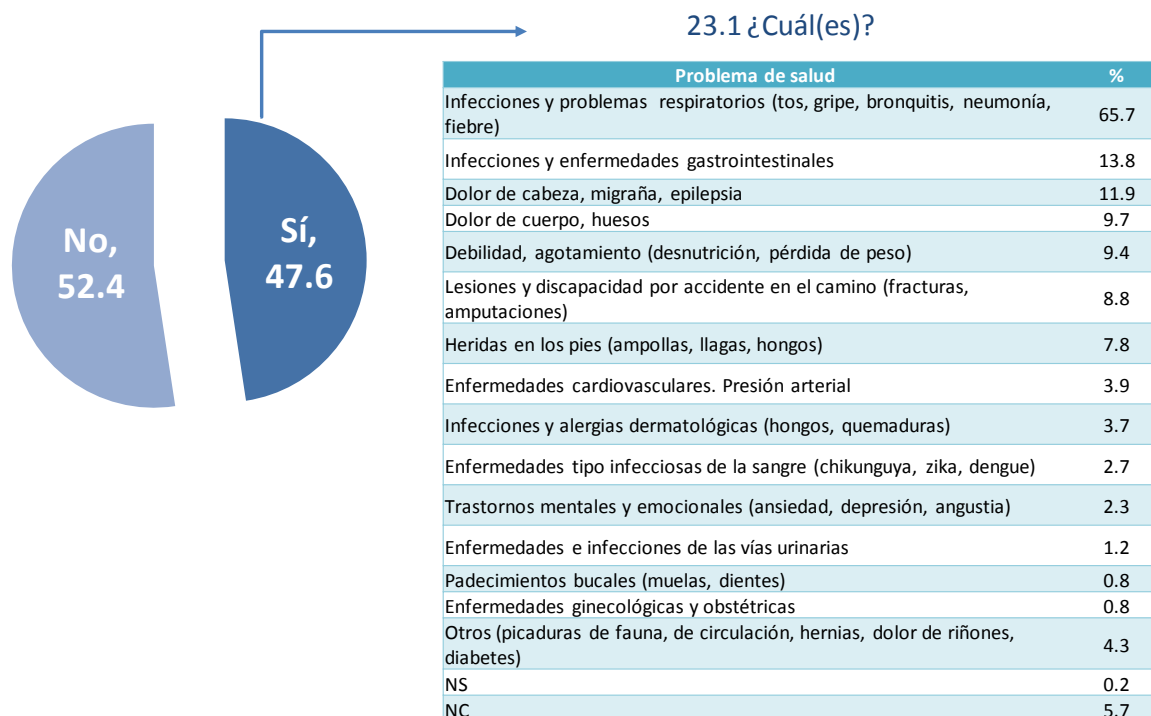 23.1 ¿Cuál(es)?
Problema de salud %
Infecciones y problemas respiratorios (tos, gripe, bronquitis, neumonía,
fiebre) 65.7
Infecciones y enfermedades gastrointestinales 13.8
Dolor de cabeza, migraña, epilepsia 11.9
Dolor de cuerpo, huesos 9.7
Debilidad, agotamiento (desnutrición, pérdida de peso) 9.4
Lesiones y discapacidad por accidente en el camino (fracturas,
amputaciones) 8.8
Heridas en los pies (ampollas, llagas, hongos) 7.8
Enfermedades cardiovasculares. Presión arterial 3.9
Infecciones y alergias dermatológicas (hongos, quemaduras) 3.7
Enfermedades tipo infecciosas de la sangre (chikunguya, zika, dengue) 2.7
Trastornos mentales y emocionales (ansiedad, depresión, angustia) 2.3
Enfermedades e infecciones de las vías urinarias 1.2
Padecimientos bucales (muelas, dientes) 0.8
Enfermedades ginecológicas y obstétricas 0.8
Otros (picaduras de fauna, de circulación, hernias, dolor de riñones,
diabetes) 4.3
NS 0.2
NC 5.7
No,
52.4
Sí,
47.6